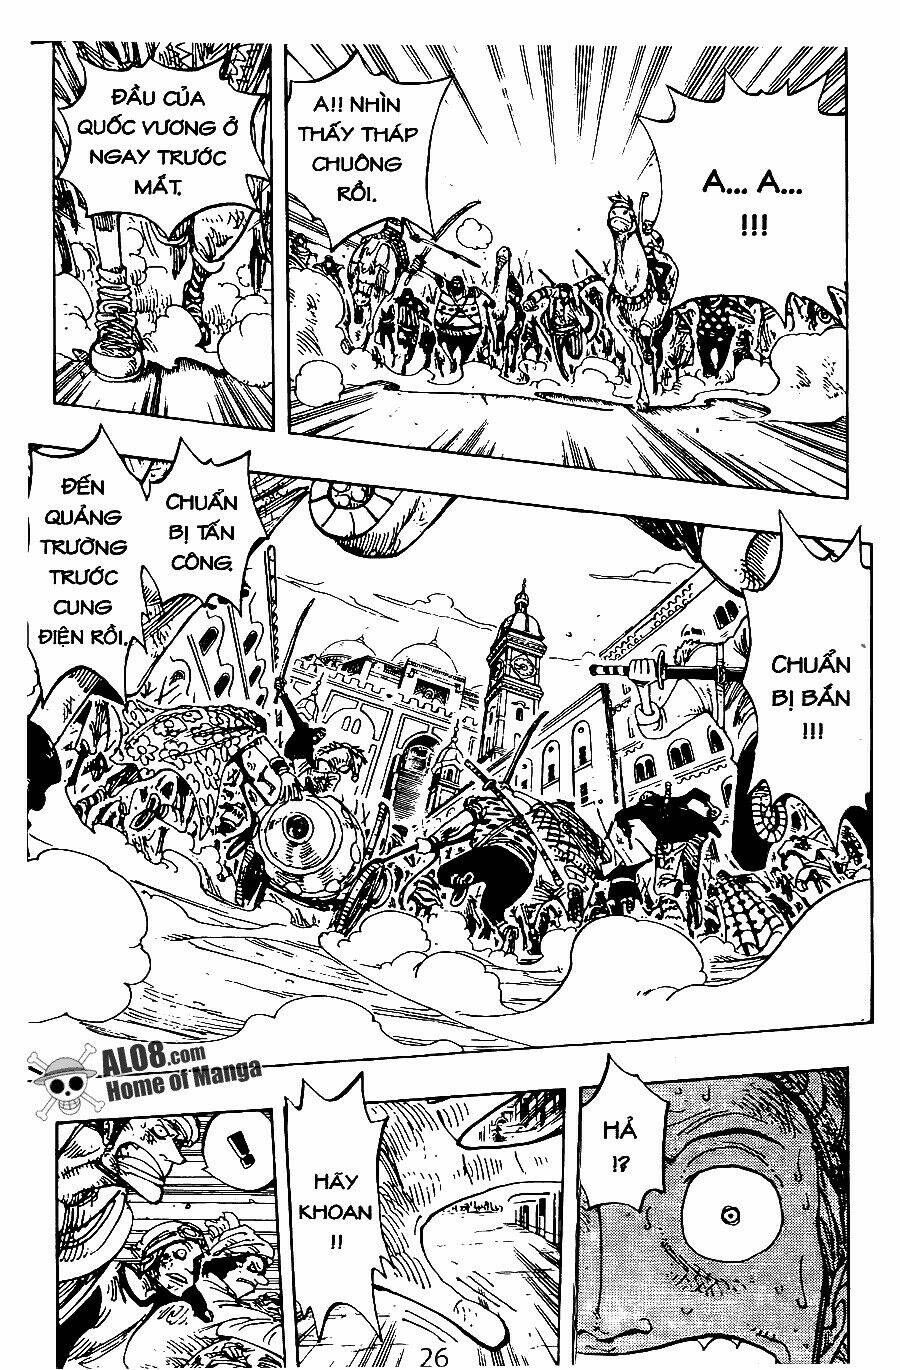 A... A...
!!!
A!! NHÌN
THẤY THÁP
CHUÔNG
RỒI.
ĐẦU CỦA
QUỐC VƯƠNG Ở
NGAY TRƯỚC
MẮT.
CHUẨN
BỊ BẮN
!!!
CHUẨN
BỊ TẤN
CÔNG.
ĐẾN
QUẢNG
TRƯỜNG
TRƯỚC
CUNG
ĐIỆN RỒI.
HẢ
!?
HÃY
KHOAN
!!
!
ALO8.com
Home of Manga
26